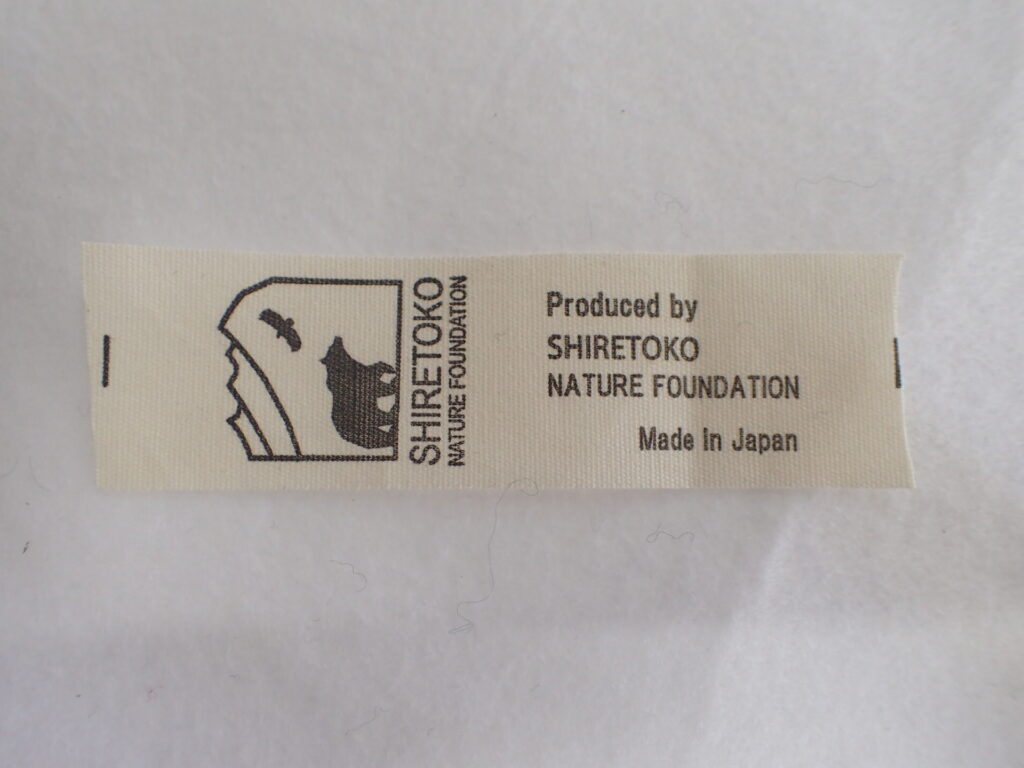 SHIRETOKO
NATURE FOUNDATION
Produced by
SHIRETOKO
NATURE FOUNDATION
Made In Japan